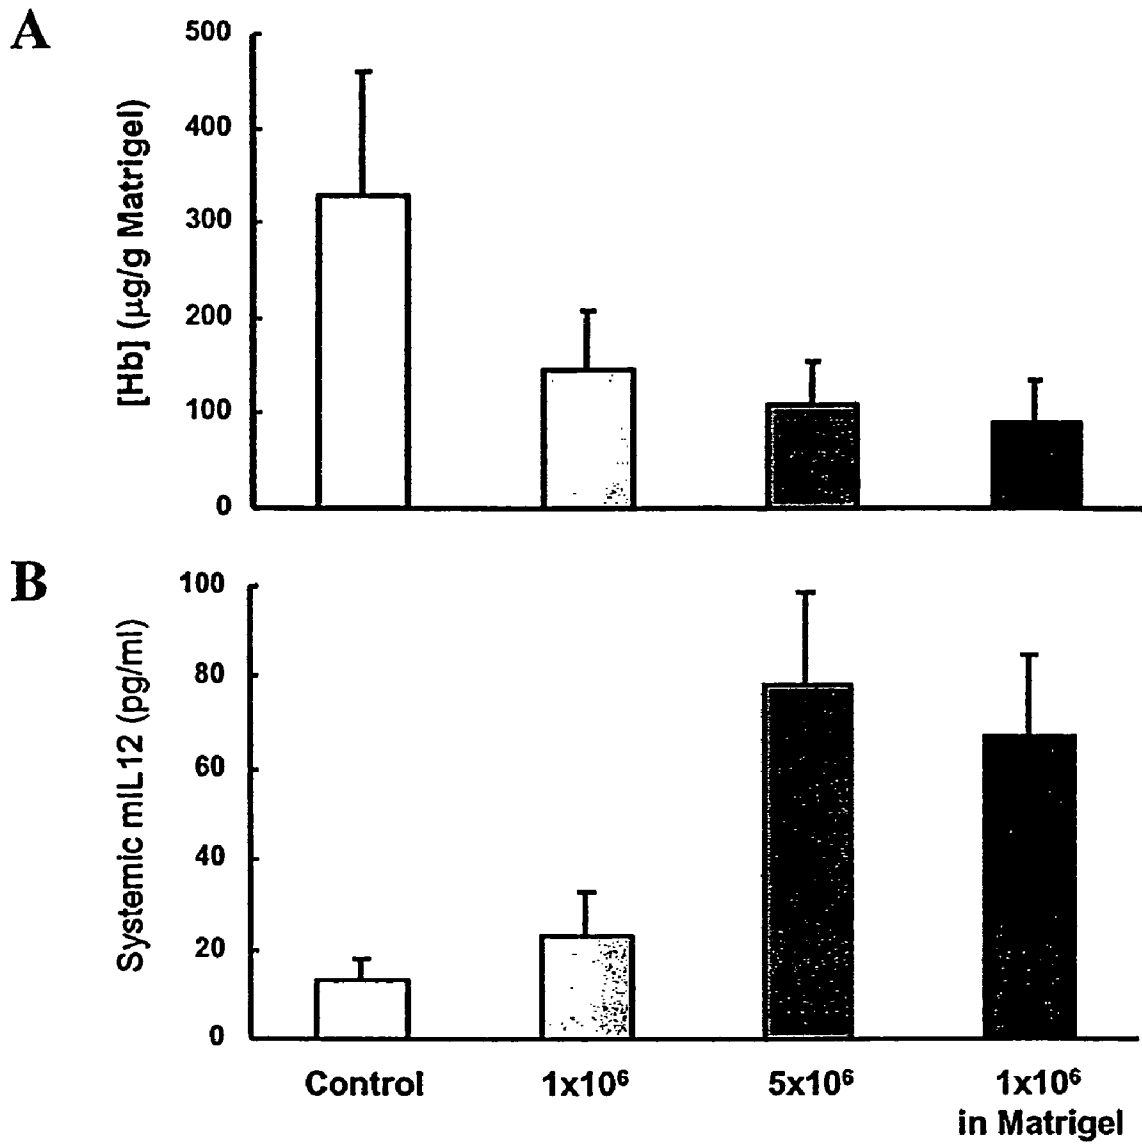 A
[Hb] (µg/g Matrigel)
500
400
300
200
100
0
B
Systemic mIL12 (pg/ml)
100
80
60
40
20
0
Control
1x10⁶
5x10⁶
1x10⁶
in Matrigel